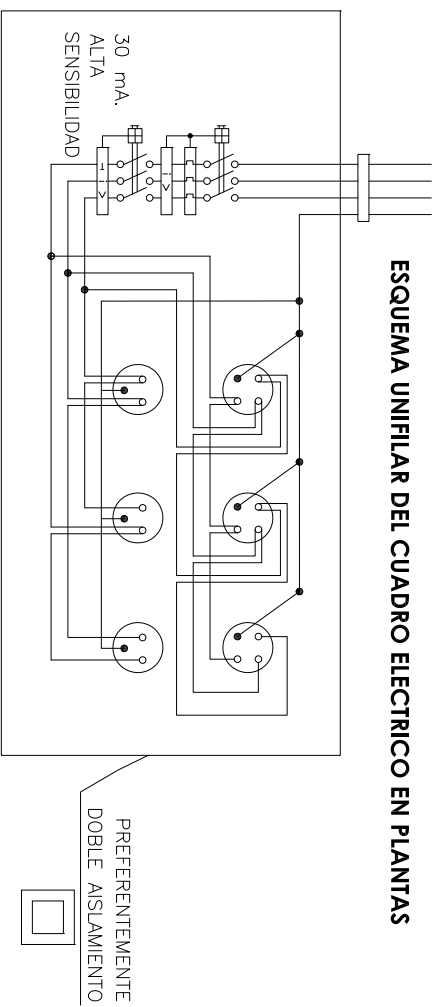 ESQUEMA UNIFILAR DEL CUADRO ELECTRICO EN PLANTAS
30 mA.
ALTA
SENSIBILIDAD
PREFERENTEMENTE
DOBLE AISLAMIENTO